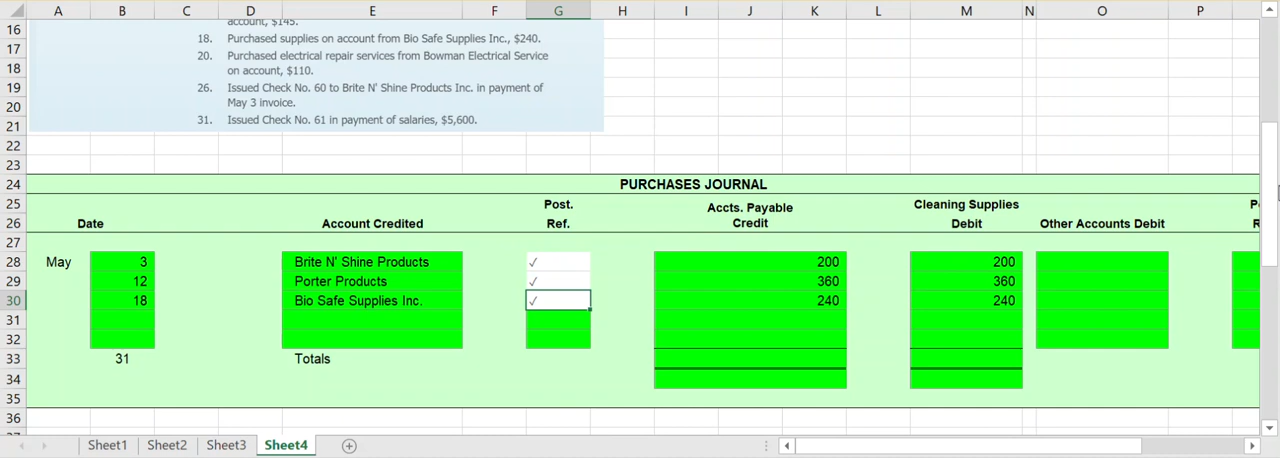 A B C D E F G H I J K L M N O P
16 account, $145.
17 18. Purchased supplies on account from Bio Safe Supplies Inc., $240.
18 20. Purchased electrical repair services from Bowman Electrical Service
on account, $110.
19 26. Issued Check No. 60 to Brite N' Shine Products Inc. in payment of
20 May 3 invoice.
21 31. Issued Check No. 61 in payment of salaries, $5,600.
22
23
24 PURCHASES JOURNAL
25 Post. Accts. Payable Cleaning Supplies
26 Date Account Credited Ref. Credit Debit Other Accounts Debit
27
28 May 3 Brite N' Shine Products ✓ 200 200
29 12 Porter Products ✓ 360 360
30 18 Bio Safe Supplies Inc. ✓ 240 240
31
32
33 31 Totals
34
35
36
Sheet1 Sheet2 Sheet3 Sheet4